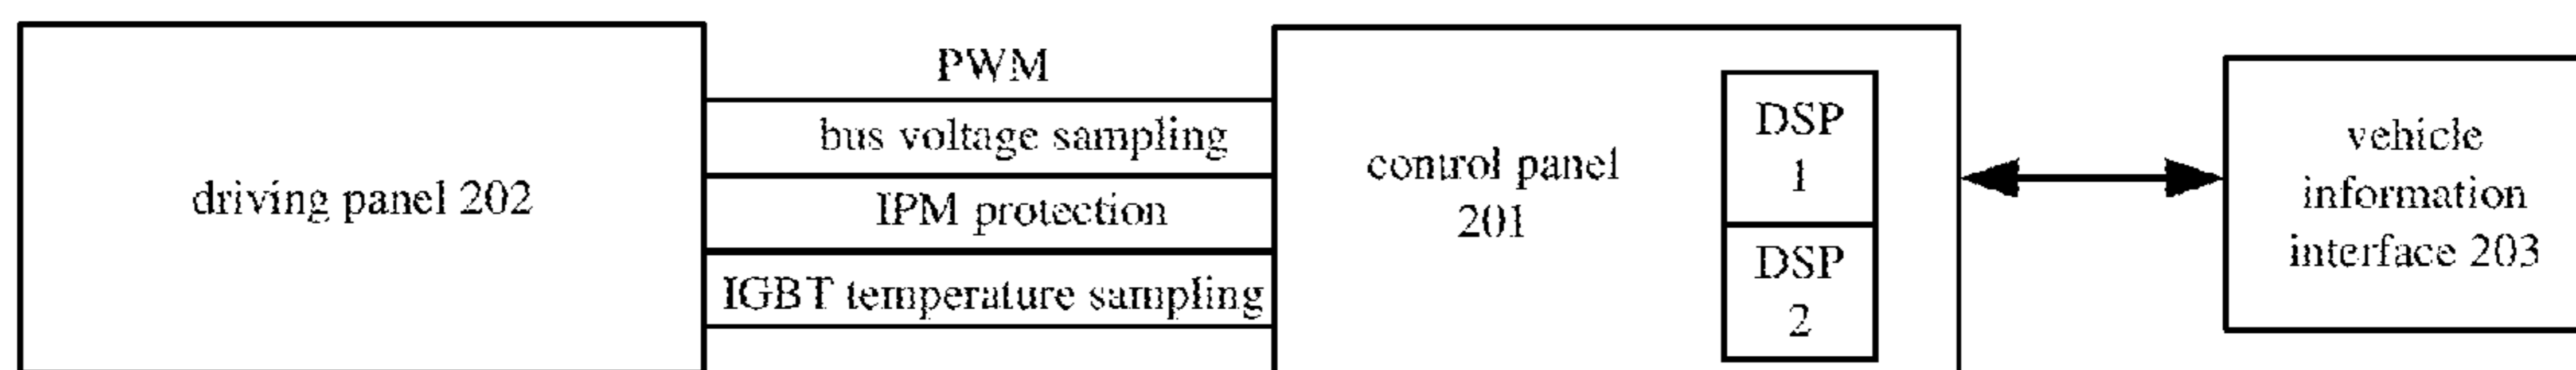 driving panel 202
PWM
bus voltage sampling
IPM protection
IGBT temperature sampling
control panel
201
DSP
1
DSP
2
vehicle
information
interface 203